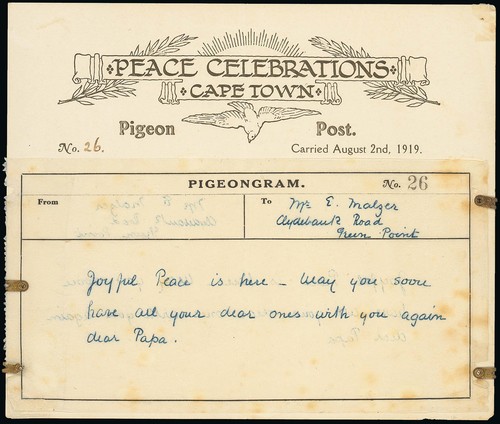 PEACE CELEBRATIONS
CAPE TOWN
Pigeon Post.
No. 26. Carried August 2nd, 1919.
PIGEONGRAM. No. 26
From To Mr E. Malzer
Clydebank Road
Green Point
Joyful Peace is here - May you soon
have all your dear ones with you again
dear Papa.